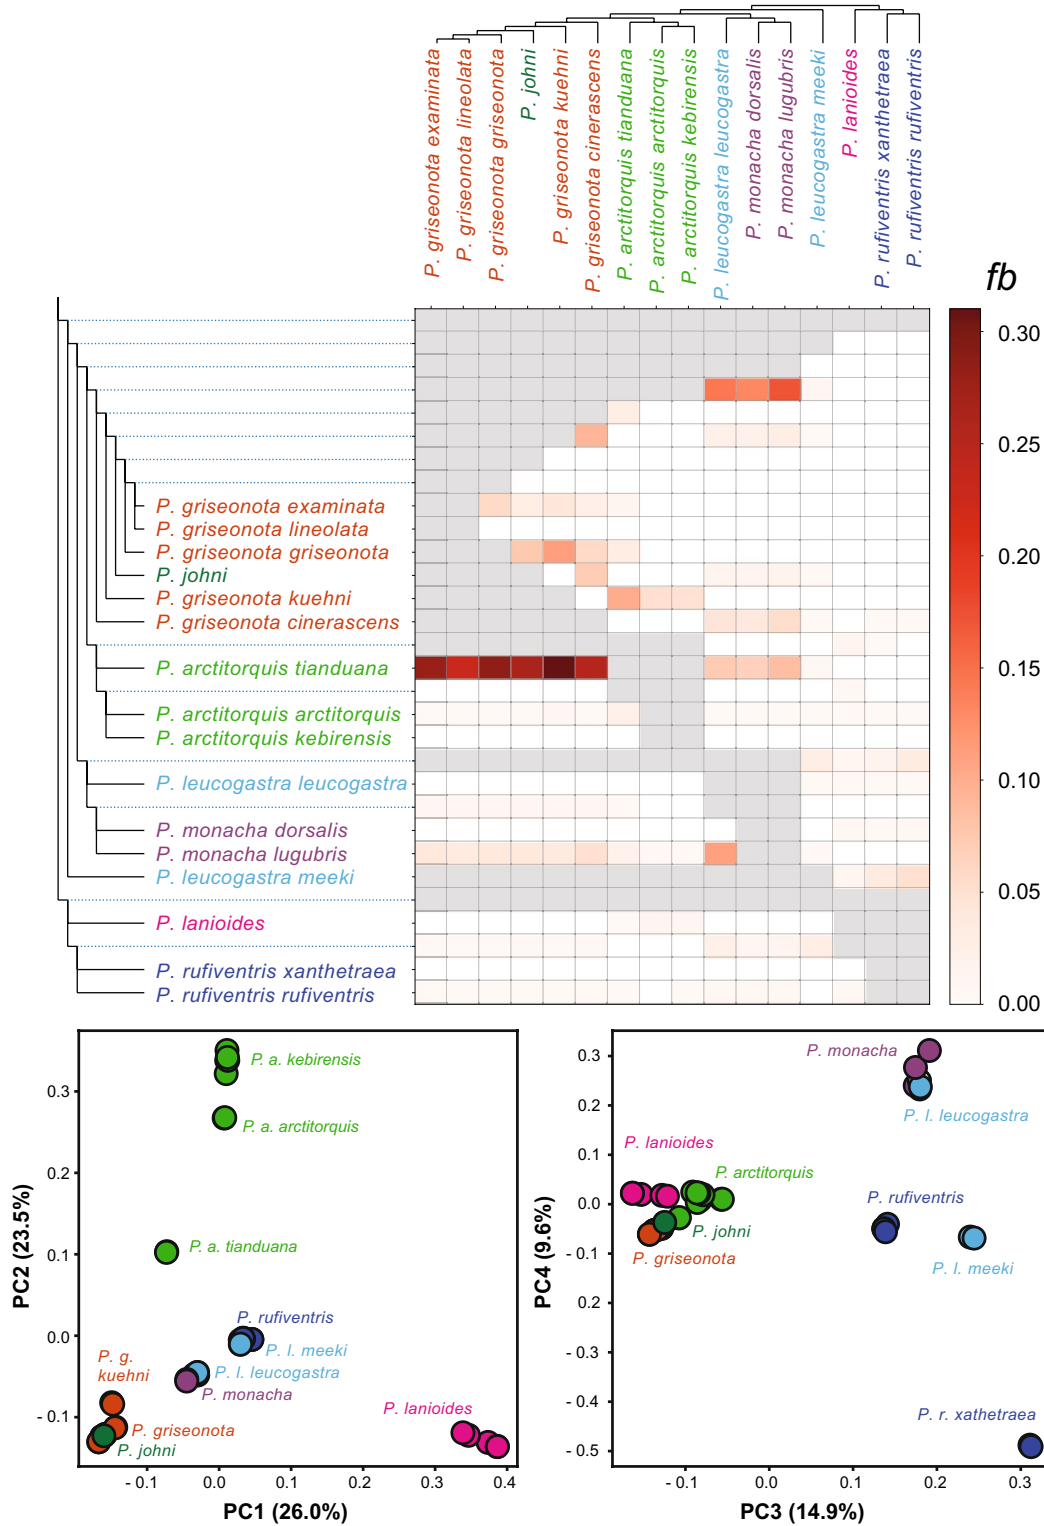 P. griseonota examinata
P. griseonota lineolata
P. griseonota griseonota
P. johni
P. griseonota kuehni
P. griseonota cinerascens
P. arctitorquis tianduana
P. arctitorquis arctitorquis
P. arctitorquis kebirensis
P. leucogastra leucogastra
P. monacha dorsalis
P. monacha lugubris
P. leucogastra meeki
P. lanioides
P. rufiventris xanthetraea
P. rufiventris rufiventris
fb
0.30
0.25
0.20
0.15
0.10
0.05
0.00
P. griseonota examinata
P. griseonota lineolata
P. griseonota griseonota
P. johni
P. griseonota kuehni
P. griseonota cinerascens
P. arctitorquis tianduana
P. arctitorquis arctitorquis
P. arctitorquis kebirensis
P. leucogastra leucogastra
P. monacha dorsalis
P. monacha lugubris
P. leucogastra meeki
P. lanioides
P. rufiventris xanthetraea
P. rufiventris rufiventris
PC2 (23.5%)
0.3
0.2
0.1
0.0
- 0.1
P. a. kebirensis
P. a. arctitorquis
P. a. tianduana
P. rufiventris
P. l. meeki
P. l. leucogastra
P. monacha
P. g.
kuehni
P. griseonota
P. johni
P. lanioides
- 0.1 0.0 0.1 0.2 0.3 0.4
PC1 (26.0%)
PC4 (9.6%)
0.3
0.2
0.1
0.0
- 0.1
0.2
- 0.3
- 0.4
- 0.5
P. monacha
P. l. leucogastra
P. lanioides
P. arctitorquis
P. rufiventris
P. johni
P. griseonota
P. l. meeki
P. r. xathetraea
- 0.1 0.0 0.1 0.2 0.3
PC3 (14.9%)